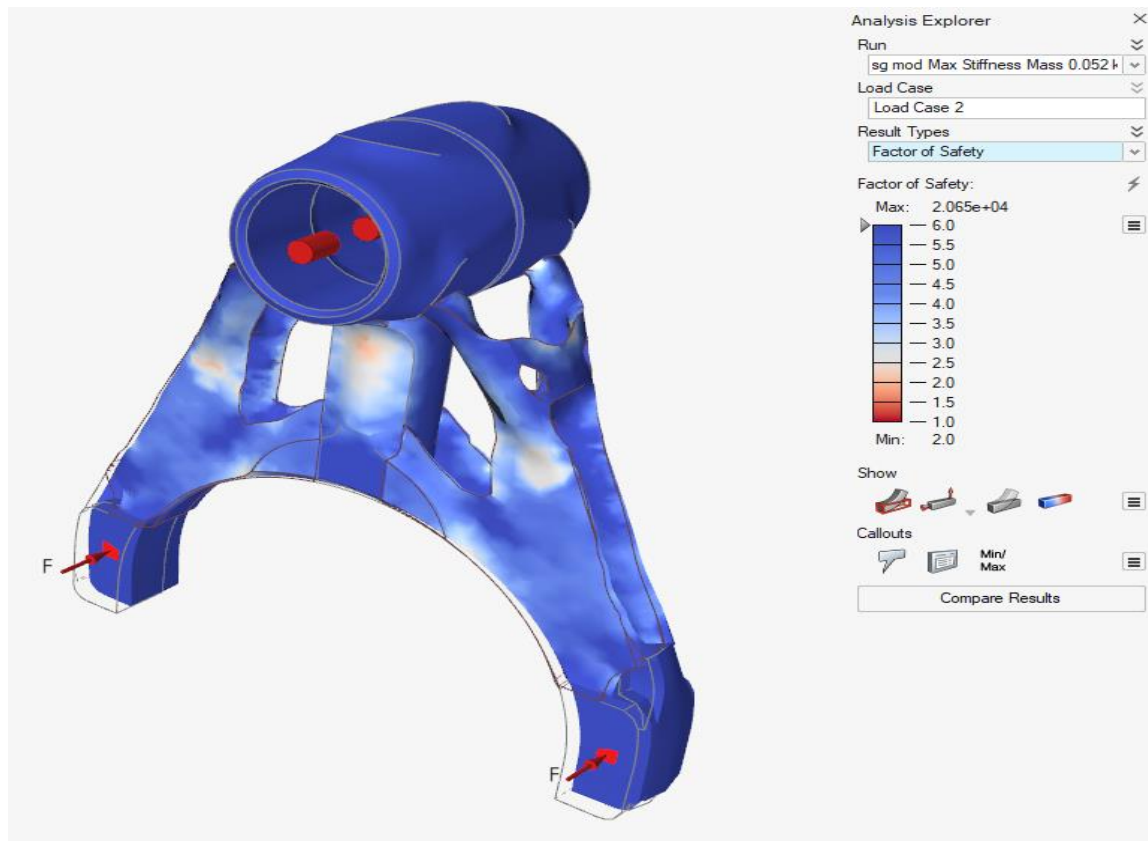 Analysis Explorer
Run
sg mod Max Stiffness Mass 0.052 k
Load Case
Load Case 2
Result Types
Factor of Safety
Factor of Safety:
Max: 2.065e+04
6.0
5.5
5.0
4.5
4.0
3.5
3.0
2.5
2.0
1.5
1.0
Min: 2.0
Show
Callouts
Min/
Max
Compare Results
F
F